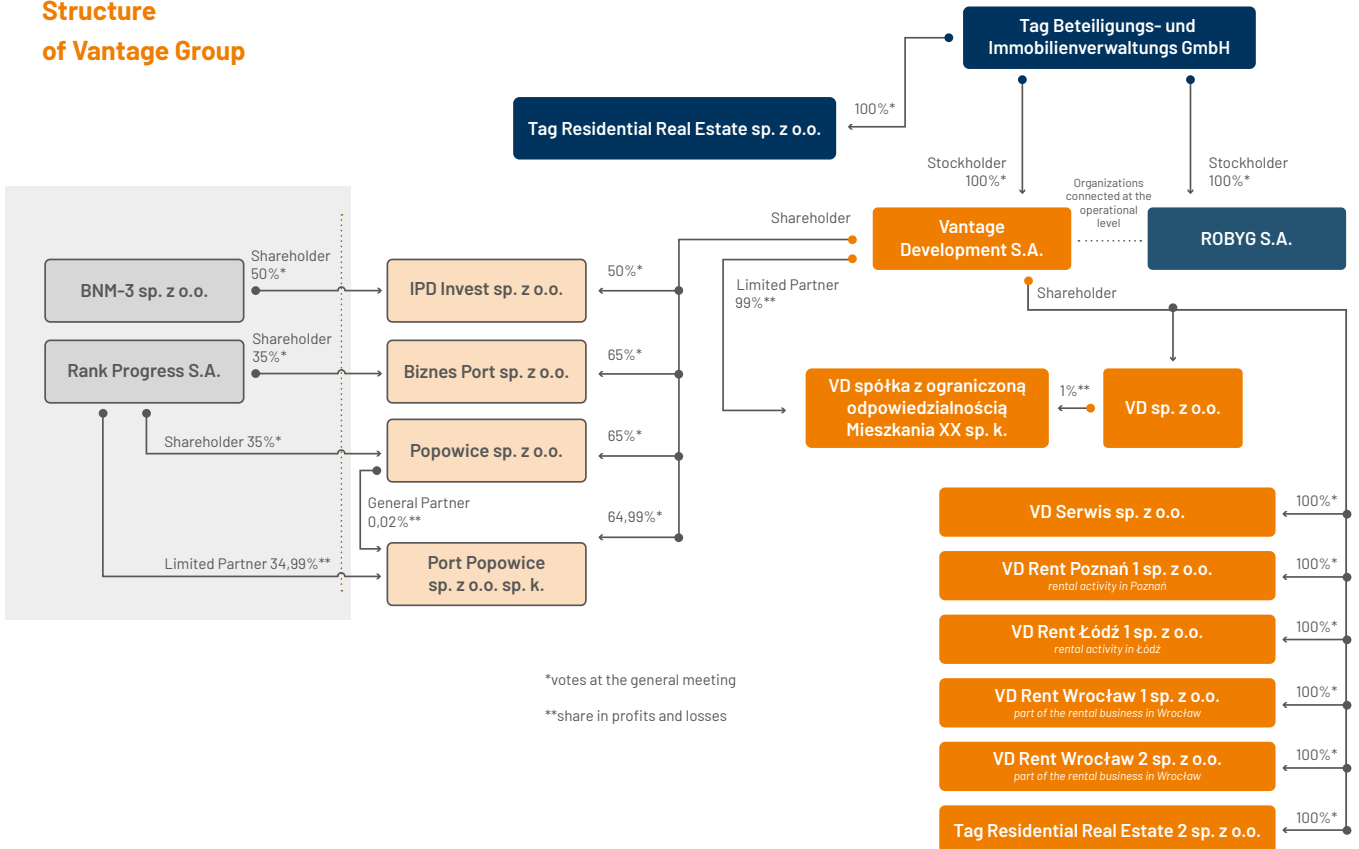 Structure
of Vantage Group
Tag Beteiligungs- und
Immobilienverwaltungs GmbH
100%*
Tag Residential Real Estate sp. z o.o.
Stockholder
100%*
Stockholder
100%*
Organizations
connected at the
operational
level
Vantage
Development S.A.
ROBYG S.A.
Shareholder
Limited Partner
99%**
Shareholder
BNM-3 sp. z o.o.
Shareholder
50%*
IPD Invest sp. z o.o.
50%*
Rank Progress S.A.
Shareholder
35%*
Biznes Port sp. z o.o.
65%*
Shareholder 35%*
Popowice sp. z o.o.
65%*
General Partner
0,02%**
64,99%*
Limited Partner 34,99%**
Port Popowice
sp. z o.o. sp. k.
VD spółka z ograniczoną
odpowiedzialnością
Mieszkania XX sp. k.
1%**
VD sp. z o.o.
VD Serwis sp. z o.o.
100%*
VD Rent Poznań 1 sp. z o.o.
rental activity in Poznań
100%*
VD Rent Łódź 1 sp. z o.o.
rental activity in Łódź
100%*
VD Rent Wrocław 1 sp. z o.o.
part of the rental business in Wrocław
100%*
VD Rent Wrocław 2 sp. z o.o.
part of the rental business in Wrocław
100%*
Tag Residential Real Estate 2 sp. z o.o.
100%*
*votes at the general meeting
**share in profits and losses